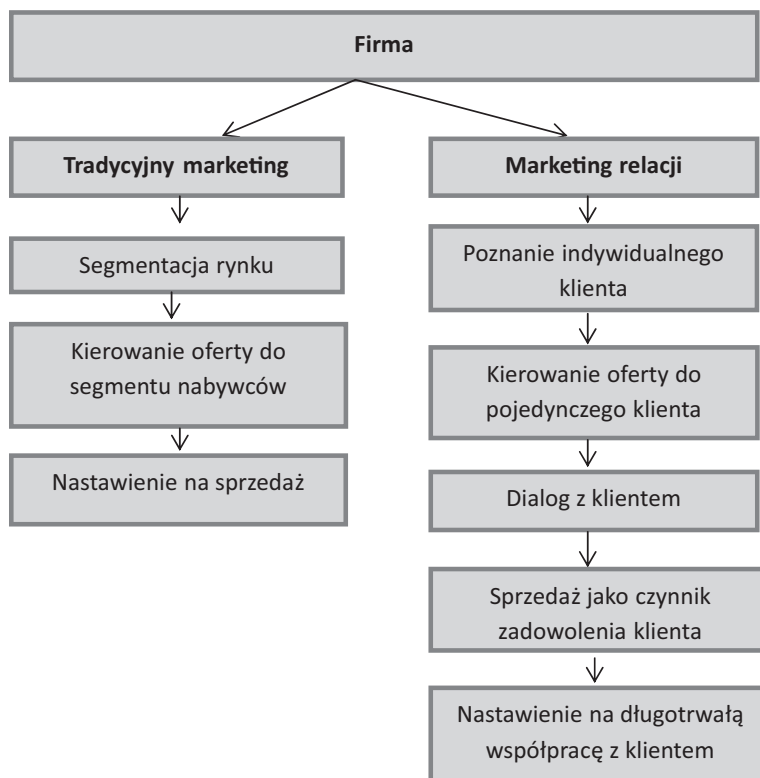 Firma
Tradycyjny marketing
Segmentacja rynku
Kierowanie oferty do
segmentu nabywców
Nastawienie na sprzedaż
Marketing relacji
Poznanie indywidualnego
klienta
Kierowanie oferty do
pojedynczego klienta
Dialog z klientem
Sprzedaż jako czynnik
zadowolenia klienta
Nastawienie na długotrwałą
współpracę z klientem